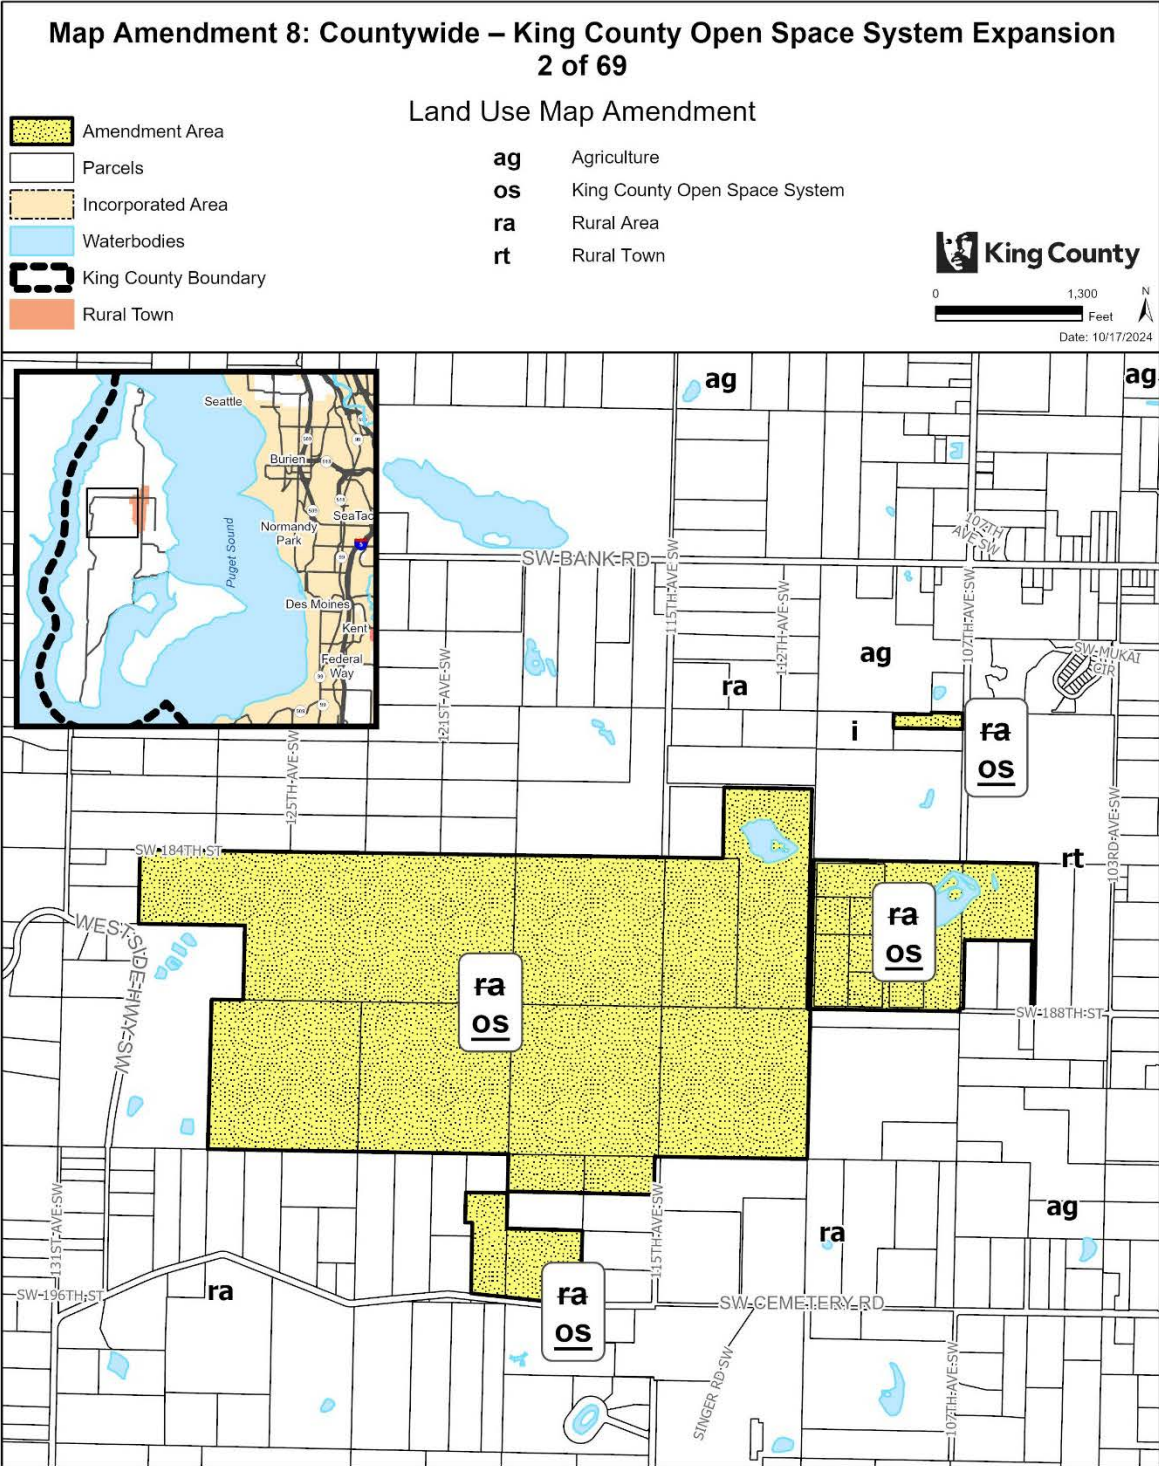 Map Amendment 8: Countywide – King County Open Space System Expansion
2 of 69
Land Use Map Amendment
Amendment Area
Parcels
Incorporated Area
Waterbodies
King County Boundary
Rural Town
ag Agriculture
os King County Open Space System
ra Rural Area
rt Rural Town
King County
0 1,300
Feet
N
Date: 10/17/2024
Seattle
Burien
SeaTac
Normandy
Park
Puget Sound
Des Moines
Kent
Federal
Way
509
518
509
99
5
99
ag
ag
SW BANK RD
107TH
AVE SW
115TH AVE SW
112TH AVE SW
107TH AVE SW
121ST AVE SW
125TH AVE SW
SW MUKAI
CIR
ag
ra
i
ra
os
103RD AVE SW
SW 184TH ST
rt
WESTSIDE HWY SW
ra
os
ra
os
SW 188TH ST
131ST AVE SW
115TH AVE SW
ag
ra
ra
SW 196TH ST
ra
os
SW CEMETERY RD
SINGER RD SW
107TH AVE SW